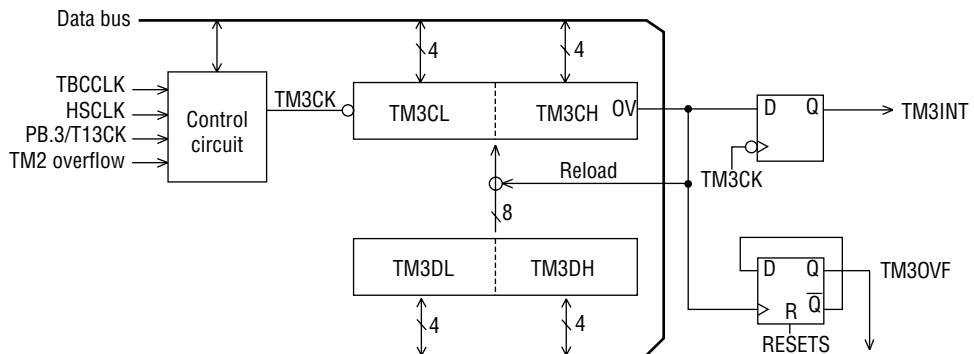 Data bus
4
4
TBCCLK
HSCLK
PB.3/T13CK
TM2 overflow
Control
circuit
TM3CK
TM3CL
TM3CH
OV
D
Q
TM3INT
TM3CK
Reload
8
TM3DL
TM3DH
D
Q
Q
R
TM3OVF
4
4
RESETS